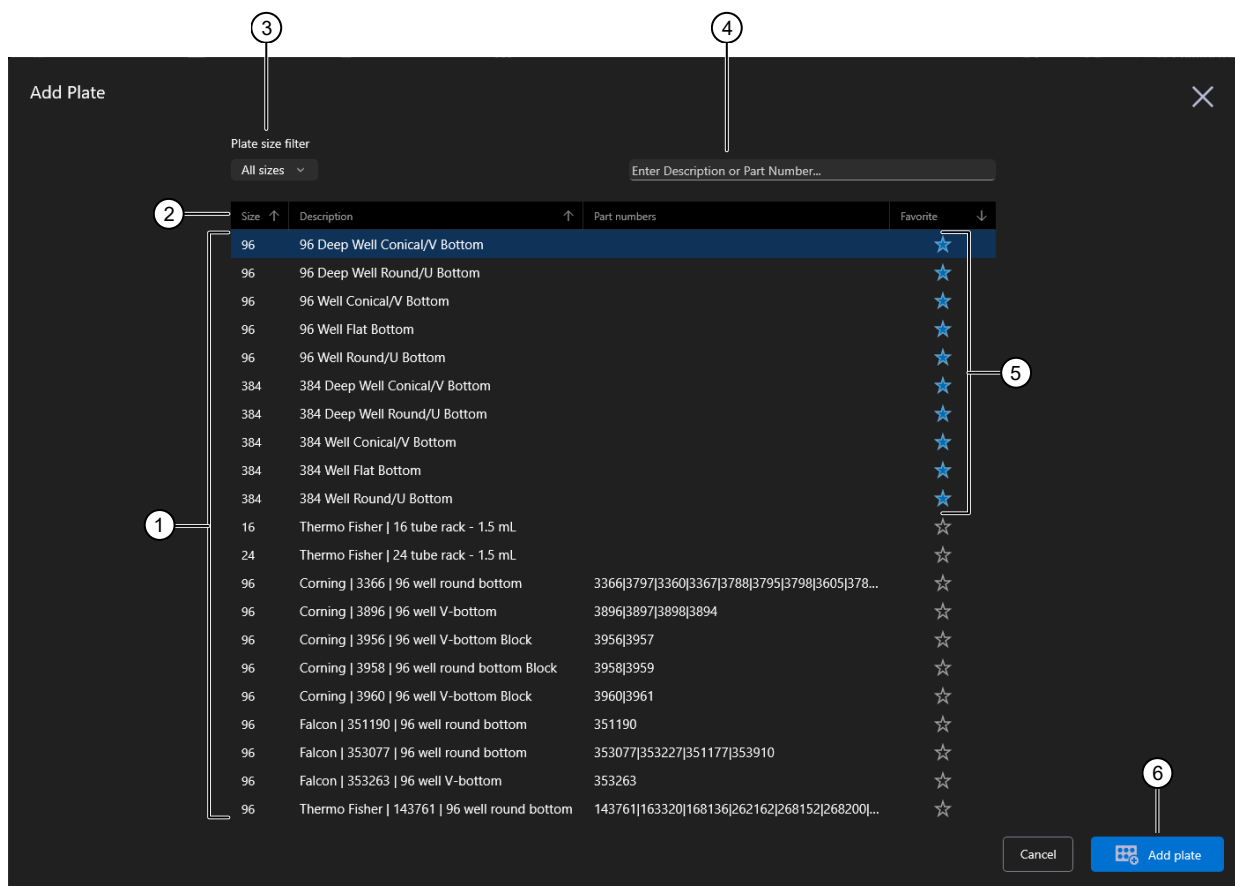 3
4
Add Plate
Plate size filter
All sizes
Enter Description or Part Number...
2
Size Description Part numbers Favorite
96 96 Deep Well Conical/V Bottom
96 96 Deep Well Round/U Bottom
96 96 Well Conical/V Bottom
96 96 Well Flat Bottom
96 96 Well Round/U Bottom
5
384 384 Deep Well Conical/V Bottom
384 384 Deep Well Round/U Bottom
384 384 Well Conical/V Bottom
384 384 Well Flat Bottom
384 384 Well Round/U Bottom
1
16 Thermo Fisher | 16 tube rack - 1.5 mL
24 Thermo Fisher | 24 tube rack - 1.5 mL
96 Corning | 3366 | 96 well round bottom 3366|3797|3360|3367|3788|3795|3798|3605|378...
96 Corning | 3896 | 96 well V-bottom 3896|3897|3898|3894
96 Corning | 3956 | 96 well V-bottom Block 3956|3957
96 Corning | 3958 | 96 well round bottom Block 3958|3959
96 Corning | 3960 | 96 well V-bottom Block 3960|3961
96 Falcon | 351190 | 96 well round bottom 351190
96 Falcon | 353077 | 96 well round bottom 353077|353227|351177|353910
96 Falcon | 353263 | 96 well V-bottom 353263
6
96 Thermo Fisher | 143761 | 96 well round bottom 143761|163320|168136|262162|268152|268200|...
Cancel
Add plate